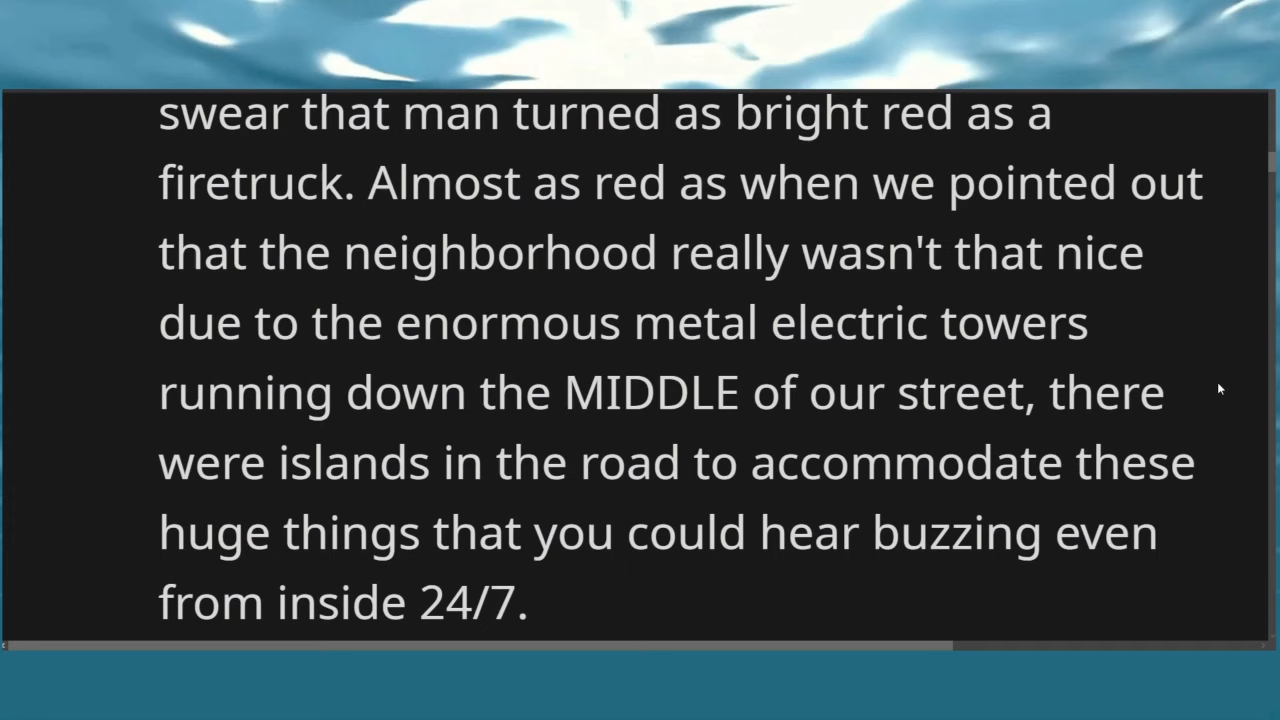 swear that man turned as bright red as a
firetruck. Almost as red as when we pointed out
that the neighborhood really wasn't that nice
due to the enormous metal electric towers
running down the MIDDLE of our street, there
were islands in the road to accommodate these
huge things that you could hear buzzing even
from inside 24/7.